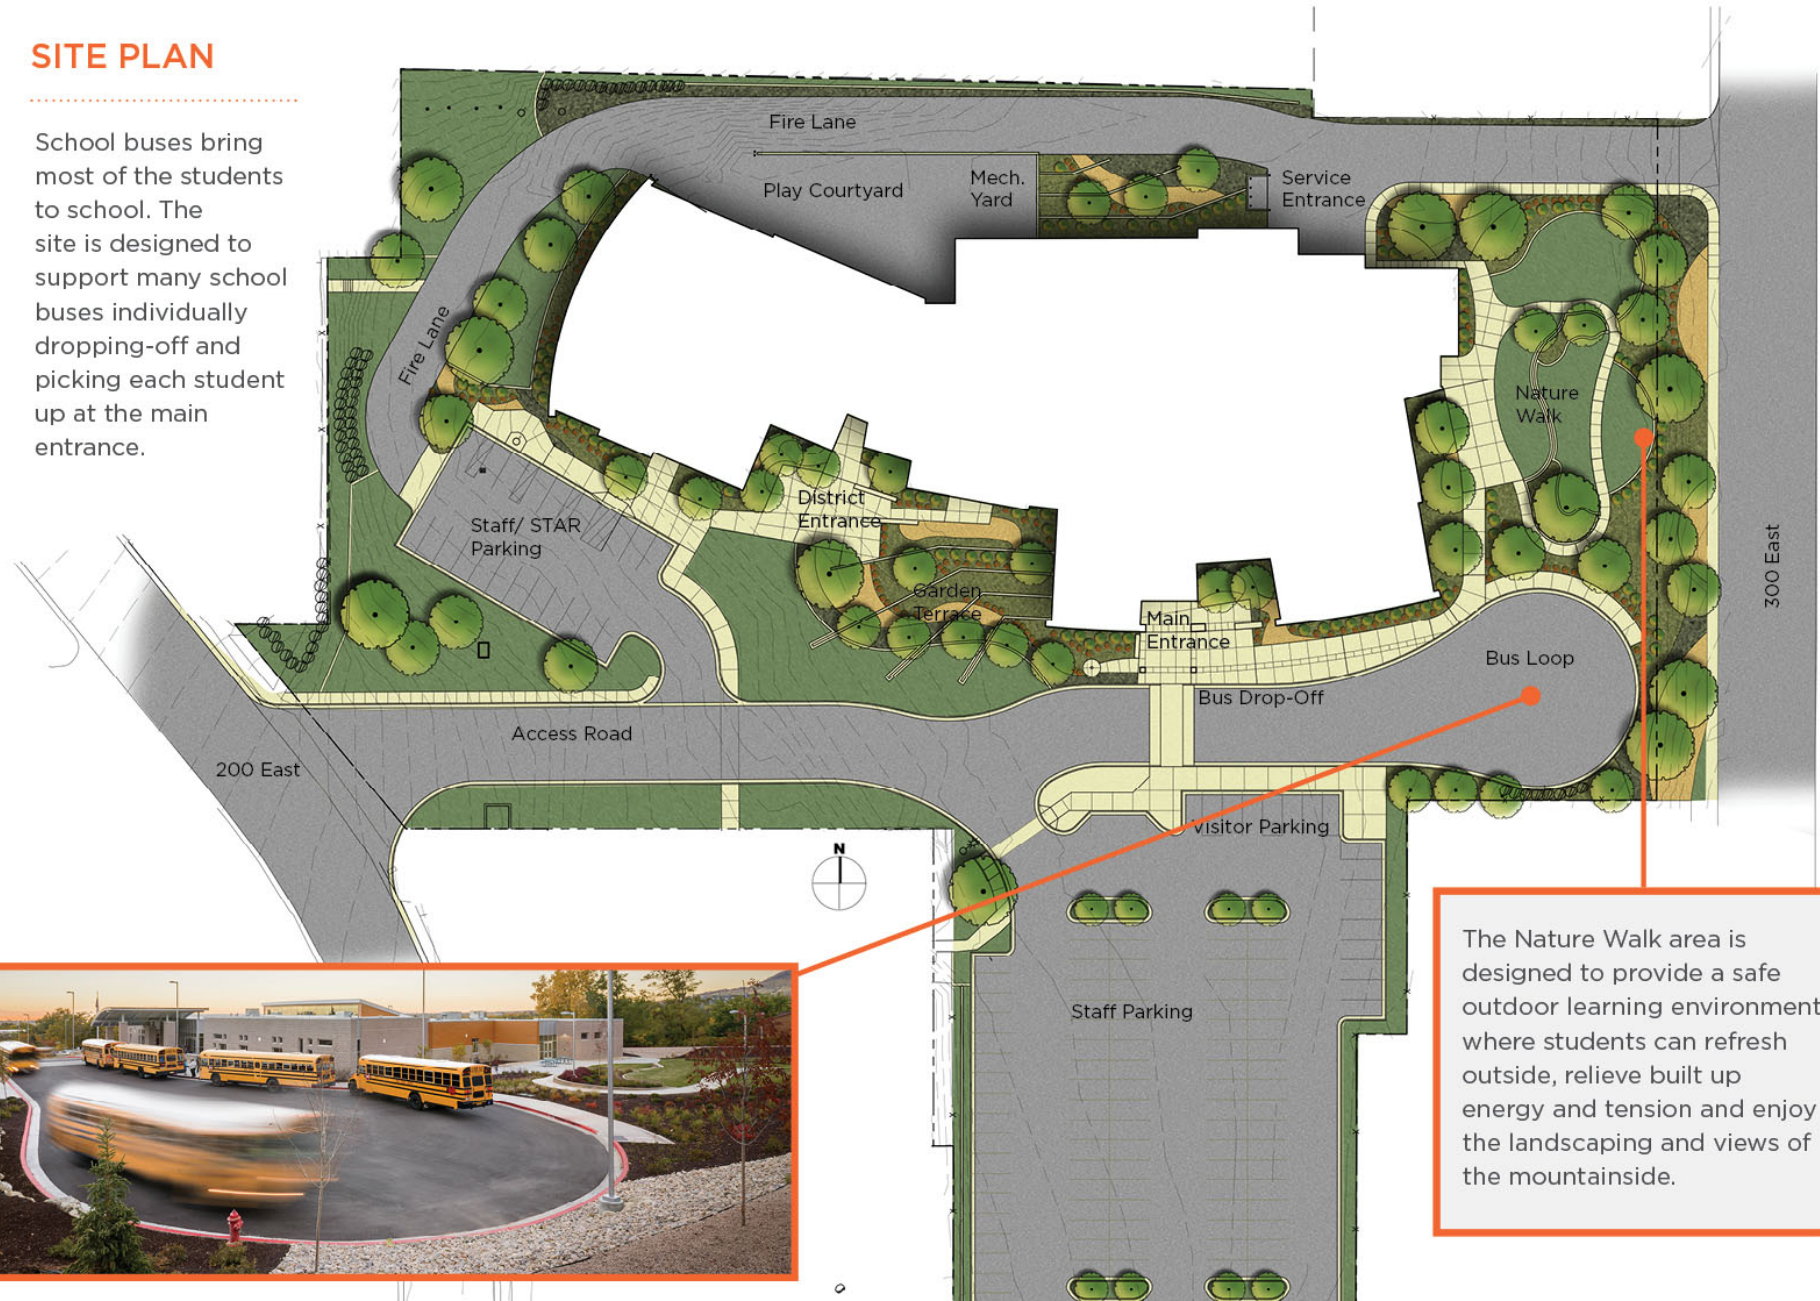 SITE PLAN
School buses bring
most of the students
to school. The
site is designed to
support many school
buses individually
dropping-off and
picking each student
up at the main
entrance.
Fire Lane
Play Courtyard
Mech.
Yard
Service
Entrance
Fire Lane
Nature
Walk
District
Entrance
Staff/ STAR
Parking
Garden
Terrace
Main
Entrance
300 East
Bus Loop
Bus Drop-Off
Access Road
200 East
Visitor Parking
N
Staff Parking
The Nature Walk area is
designed to provide a safe
outdoor learning environment
where students can refresh
outside, relieve built up
energy and tension and enjoy
the landscaping and views of
the mountainside.